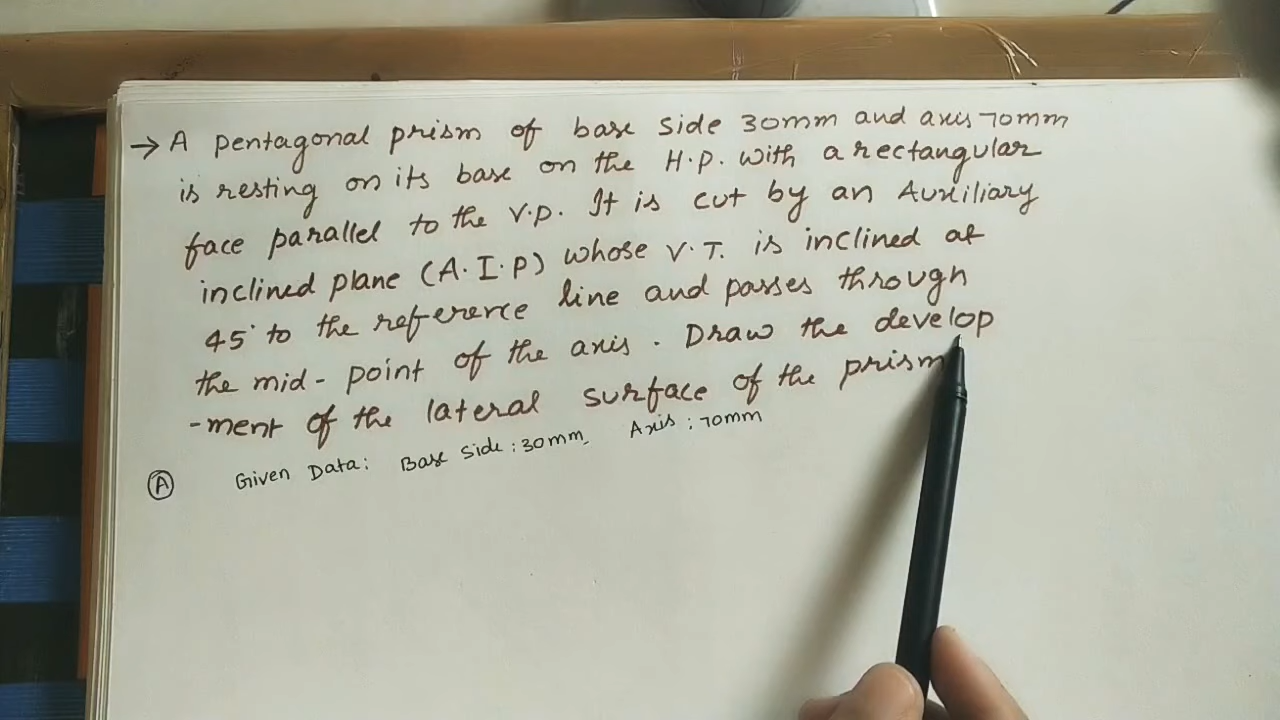 → A pentagonal prism of base side 30mm and axis 70mm
is resting on its base on the H.P. with a rectangular
face parallel to the V.P. It is cut by an Auxiliary
inclined plane (A.I.P) whose V.T. is inclined at
45° to the reference line and passes through
the mid-point of the axis. Draw the develop
-ment of the lateral surface of the prism
A Given Data: Base Side: 30mm, Axis: 70mm